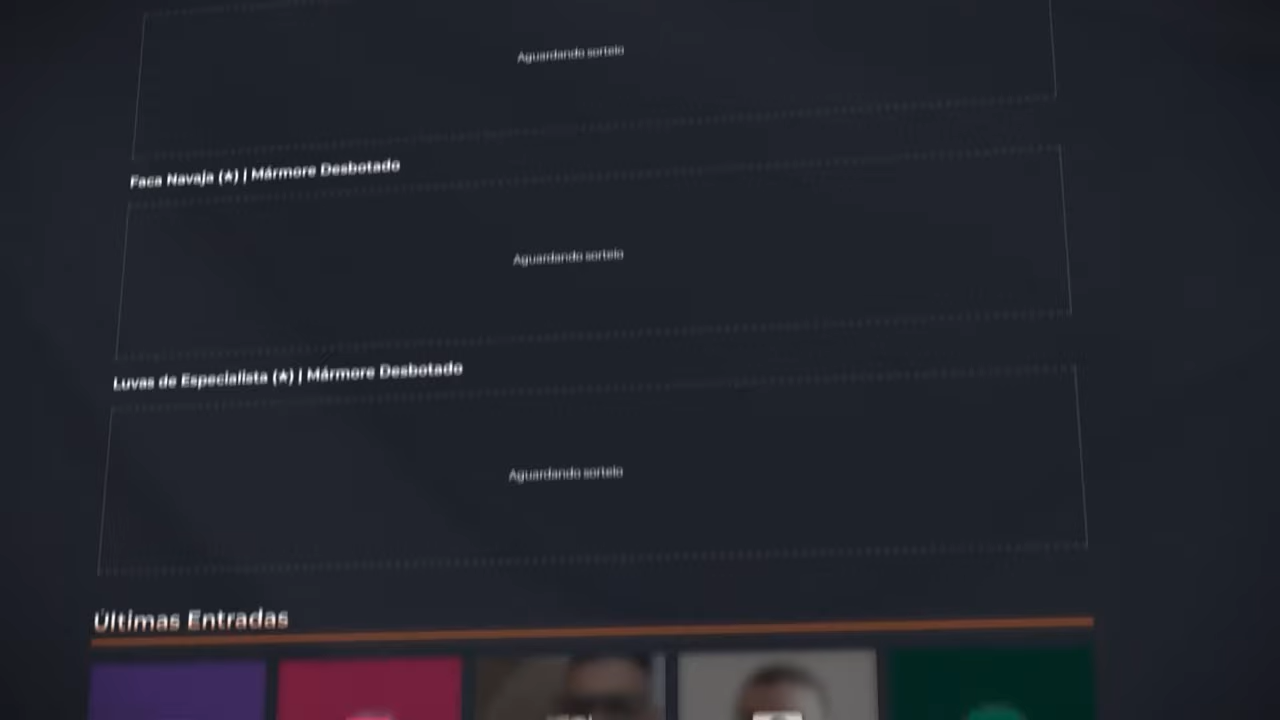 Aguardando sorteio
Faca Navaja (★) | Mármore Desbotado
Aguardando sorteio
Luvas de Especialista (★) | Mármore Desbotado
Aguardando sorteio
Últimas Entradas